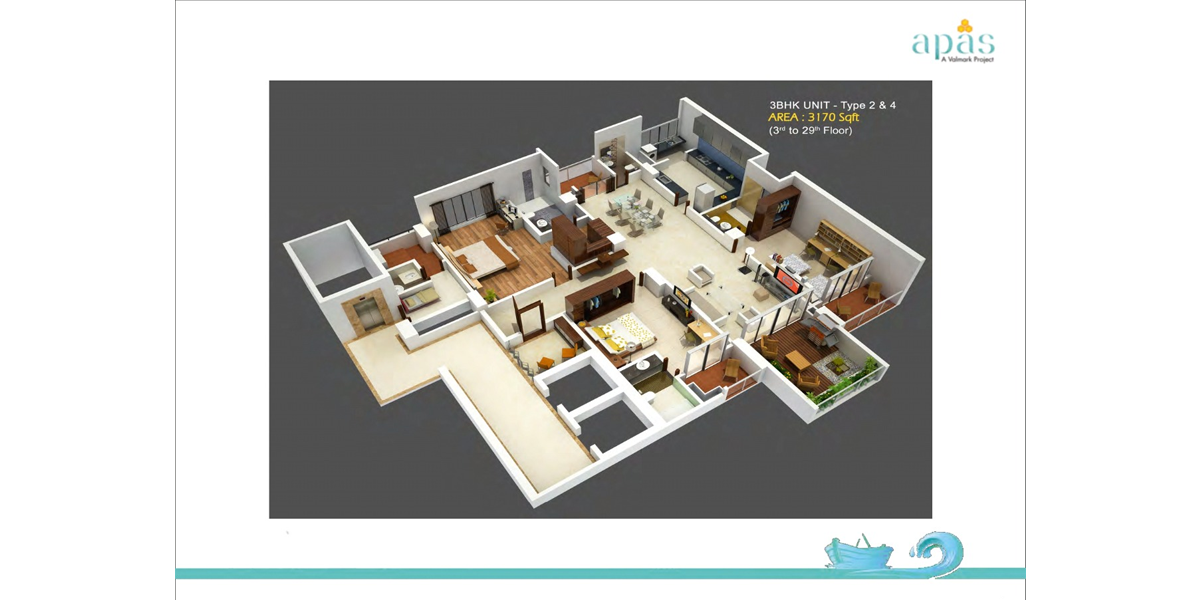 apas
A Valmark Project
3BHK UNIT - Type 2 & 4
AREA : 3170 Sqft
(3rd to 29th Floor)